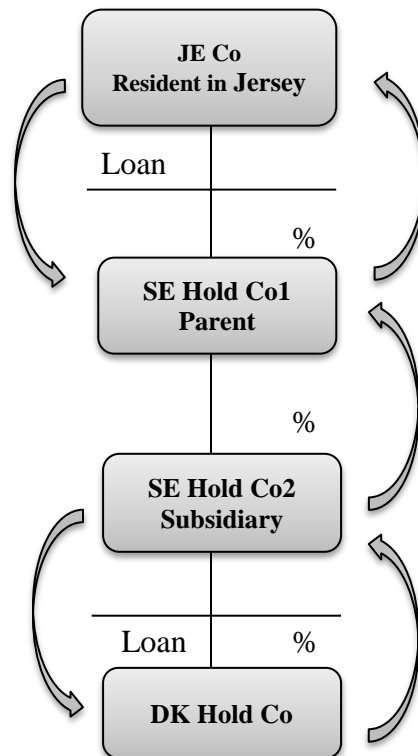 JE Co
Resident in Jersey
Loan
%
SE Hold Co1
Parent
%
SE Hold Co2
Subsidiary
Loan %
DK Hold Co